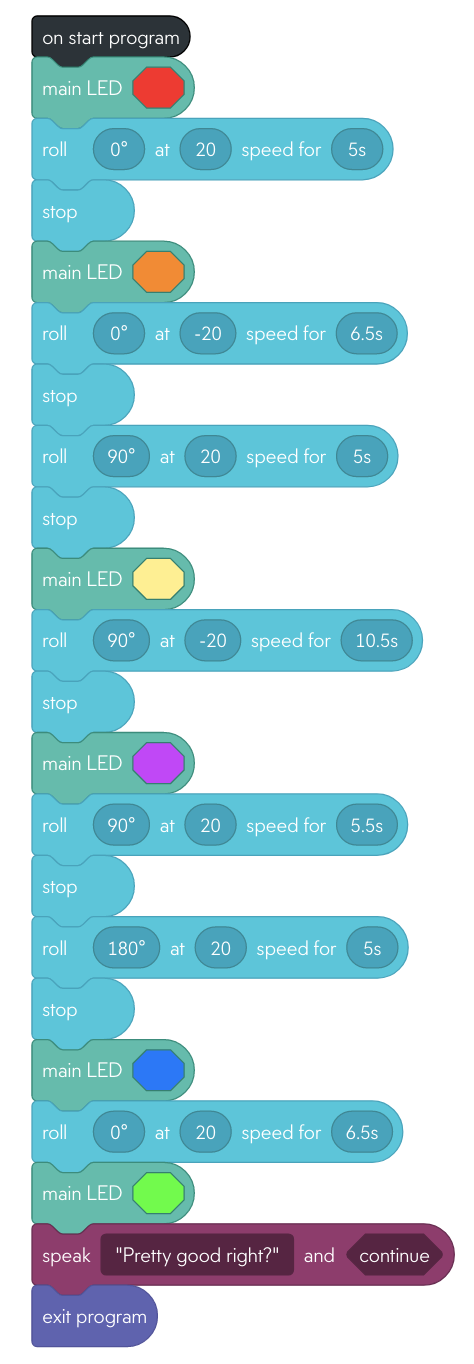 on start program
main LED
roll 0° at 20 speed for 5s
stop
main LED
roll 0° at -20 speed for 6.5s
stop
roll 90° at 20 speed for 5s
stop
main LED
roll 90° at -20 speed for 10.5s
stop
main LED
roll 90° at 20 speed for 5.5s
stop
roll 180° at 20 speed for 5s
stop
main LED
roll 0° at 20 speed for 6.5s
main LED
speak "Pretty good right?" and continue
exit program